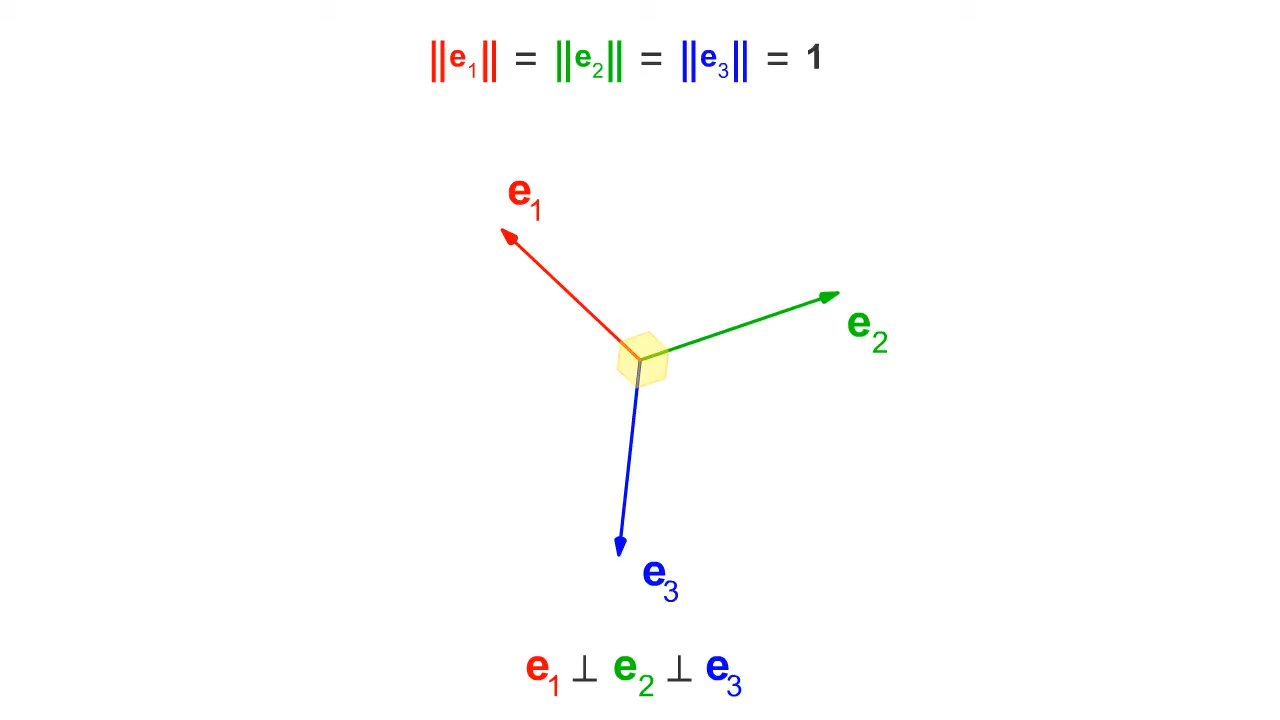 ‖e₁‖ = ‖e₂‖ = ‖e₃‖ = 1
e₁
e₂
e₃
e₁ ⊥ e₂ ⊥ e₃